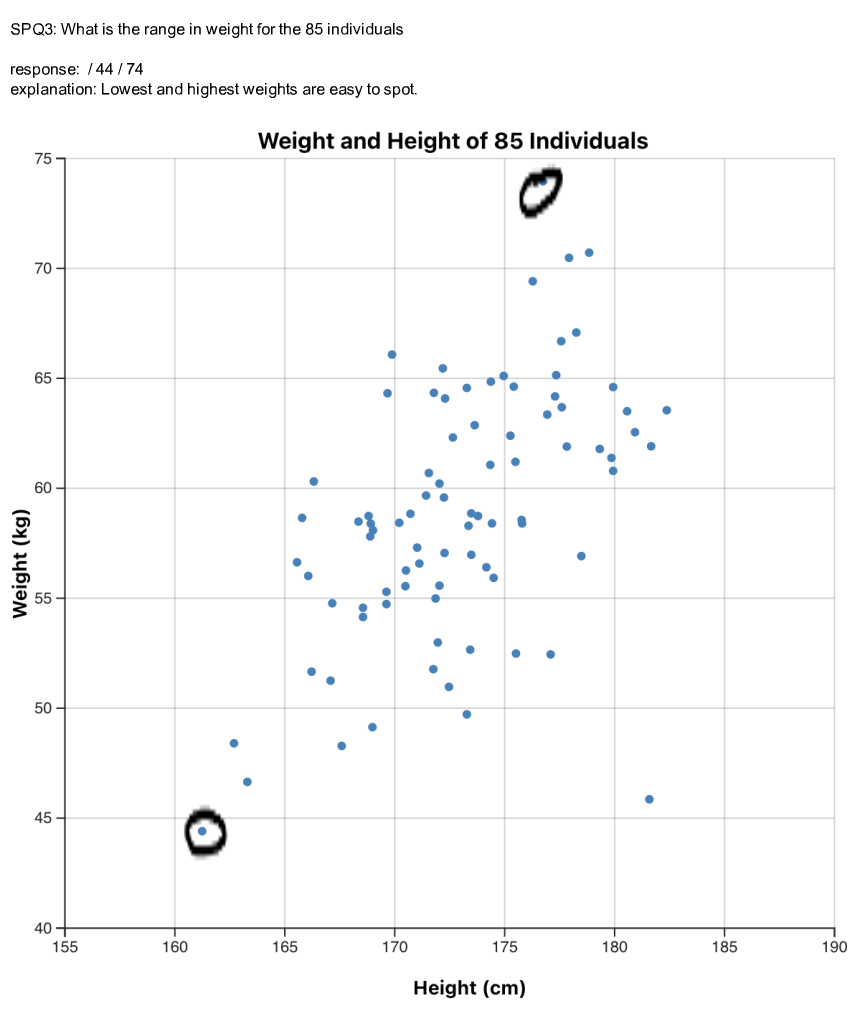 SPQ3: What is the range in weight for the 85 individuals
response:  / 44 / 74
explanation: Lowest and highest weights are easy to spot.
Weight and Height of 85 Individuals
75
70
65
60
55
50
45
40
Weight (kg)
155 160 165 170 175 180 185 190
Height (cm)